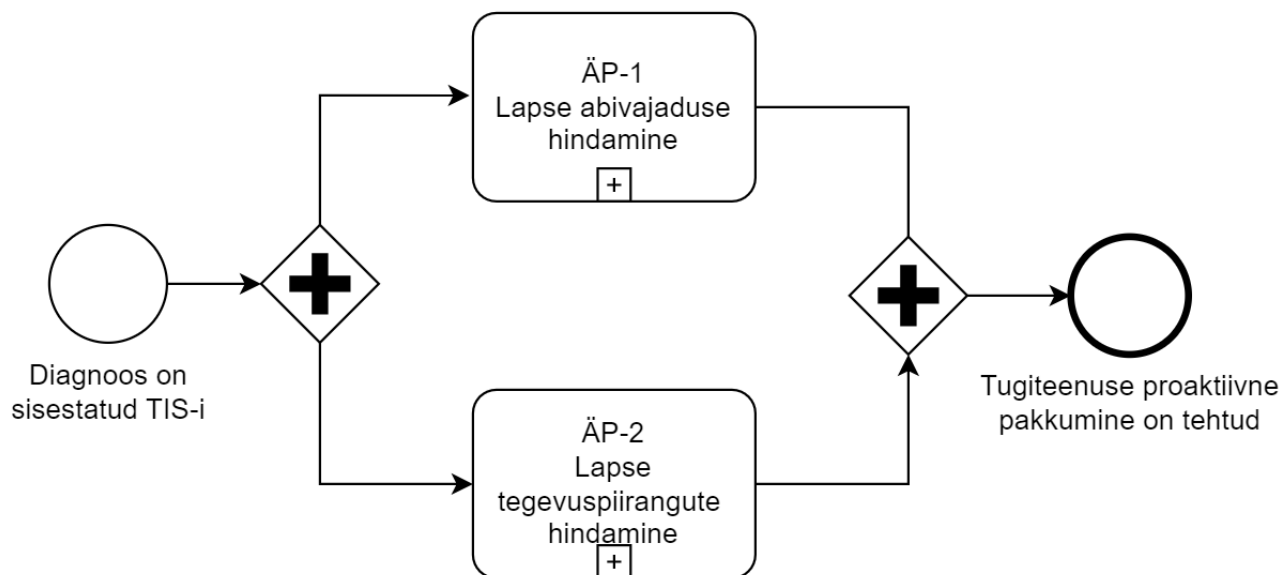 ÄP-1
Lapse abivajaduse
hindamine
+
Diagnoos on
sisestatud TIS-i
Tugiteenuse proaktiivne
pakkumine on tehtud
ÄP-2
Lapse
tegevuspiirangute
hindamine
+